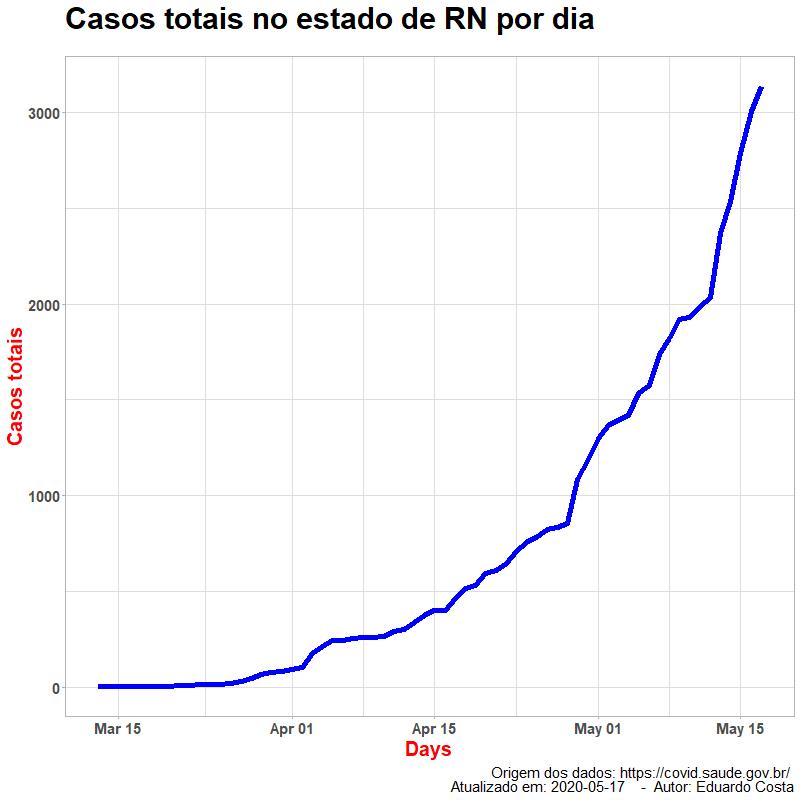 Casos totais no estado de RN por dia
3000
2000
1000
0
Casos totais
Mar 15 Apr 01 Apr 15 May 01 May 15
Days
Origem dos dados: https://covid.saude.gov.br/
Atualizado em: 2020-05-17 - Autor: Eduardo Costa